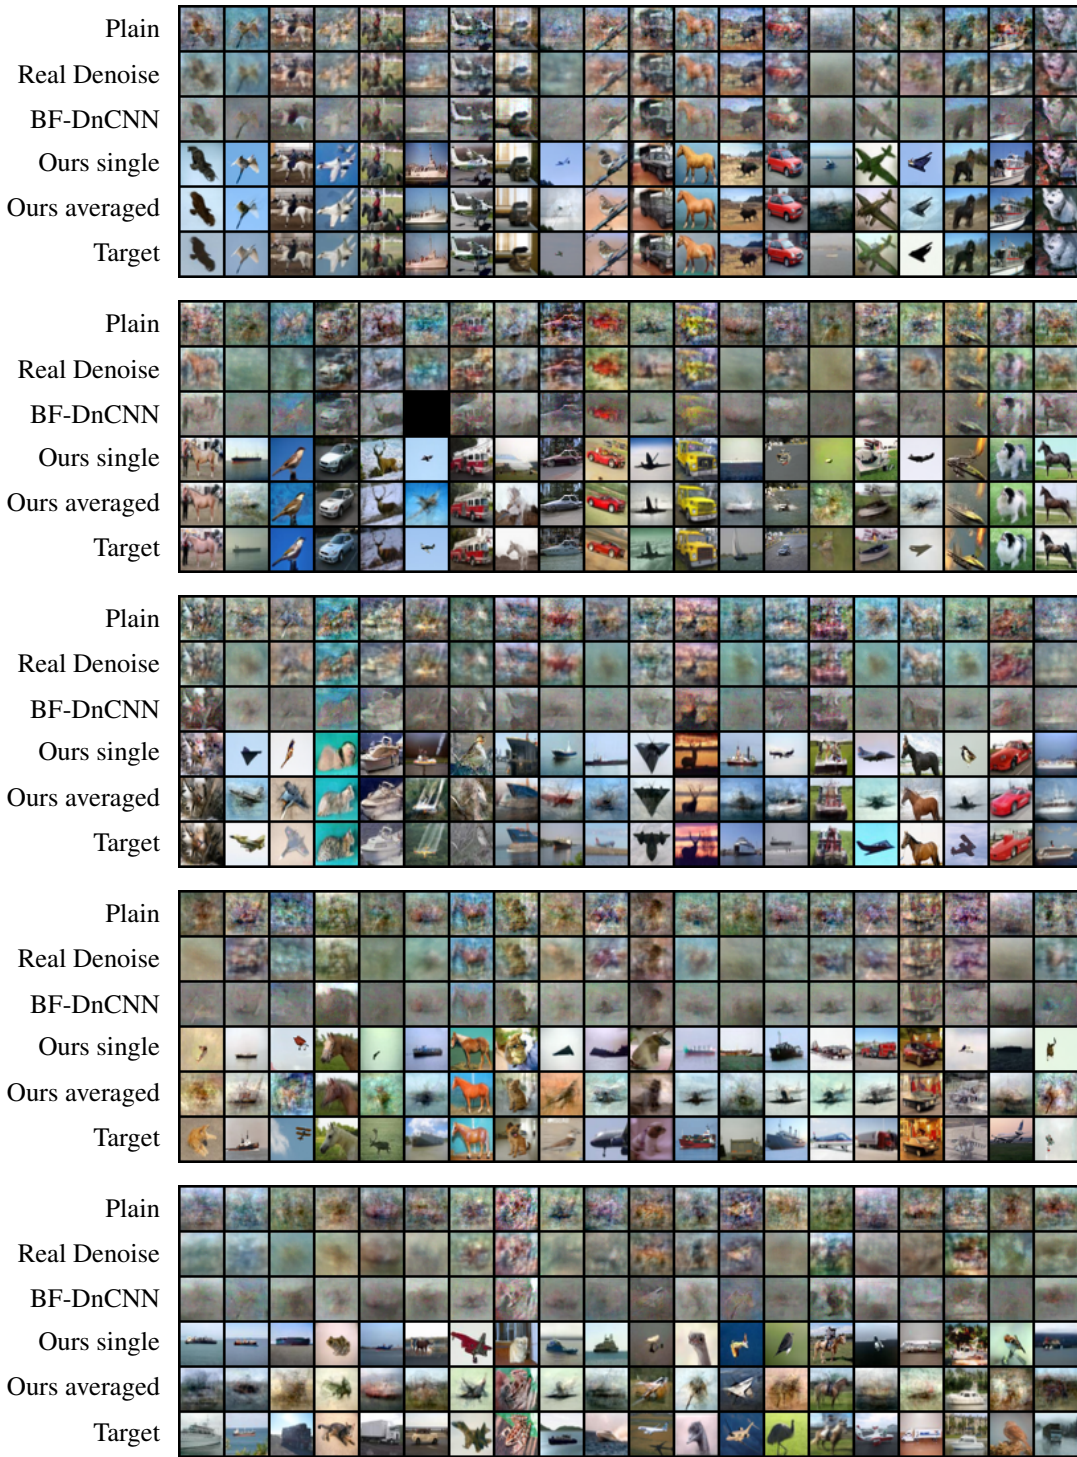 Plain
Real Denoise
BF-DnCNN
Ours single
Ours averaged
Target
Plain
Real Denoise
BF-DnCNN
Ours single
Ours averaged
Target
Plain
Real Denoise
BF-DnCNN
Ours single
Ours averaged
Target
Plain
Real Denoise
BF-DnCNN
Ours single
Ours averaged
Target
Plain
Real Denoise
BF-DnCNN
Ours single
Ours averaged
Target